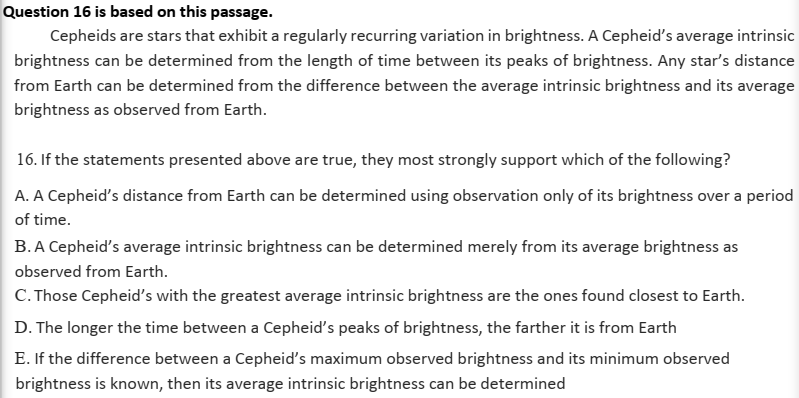 Question 16 is based on this passage.
Cepheids are stars that exhibit a regularly recurring variation in brightness. A Cepheid's average intrinsic
brightness can be determined from the length of time between its peaks of brightness. Any star's distance
from Earth can be determined from the difference between the average intrinsic brightness and its average
brightness as observed from Earth.
16. If the statements presented above are true, they most strongly support which of the following?
A. A Cepheid's distance from Earth can be determined using observation only of its brightness over a period
of time.
B. A Cepheid's average intrinsic brightness can be determined merely from its average brightness as
observed from Earth.
C. Those Cepheid's with the greatest average intrinsic brightness are the ones found closest to Earth.
D. The longer the time between a Cepheid's peaks of brightness, the farther it is from Earth
E. If the difference between a Cepheid's maximum observed brightness and its minimum observed
brightness is known, then its average intrinsic brightness can be determined